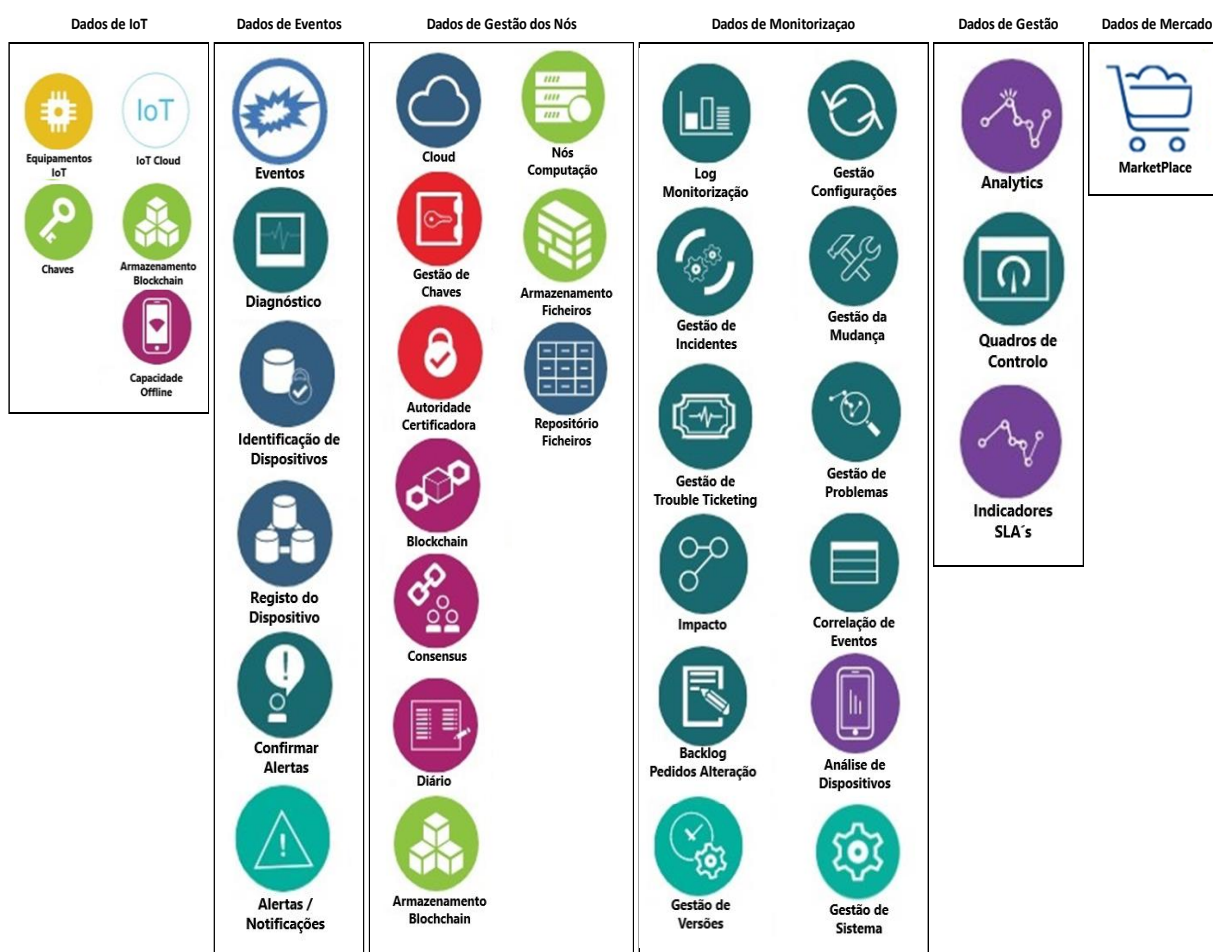 Dados de IoT
Equipamentos
IoT
IoT
IoT Cloud
Chaves
Armazenamento
Blockchain
Capacidade
Offline
Dados de Eventos
Eventos
Diagnóstico
Identificação de
Dispositivos
Registo do
Dispositivo
Confirmar
Alertas
Alertas /
Notificações
Dados de Gestão dos Nós
Cloud
Nós
Computação
Gestão de
Chaves
Armazenamento
Ficheiros
Autoridade
Certificadora
Repositório
Ficheiros
Blockchain
Consensus
Diário
Armazenamento
Blochchain
Dados de Monitorizaçao
Log
Monitorização
Gestão
Configurações
Gestão de
Incidentes
Gestão da
Mudança
Gestão de
Trouble Ticketing
Gestão de
Problemas
Impacto
Correlação de
Eventos
Backlog
Pedidos Alteração
Análise de
Dispositivos
Gestão de
Versões
Gestão de
Sistema
Dados de Gestão
Analytics
Quadros de
Controlo
Indicadores
SLA´s
Dados de Mercado
MarketPlace